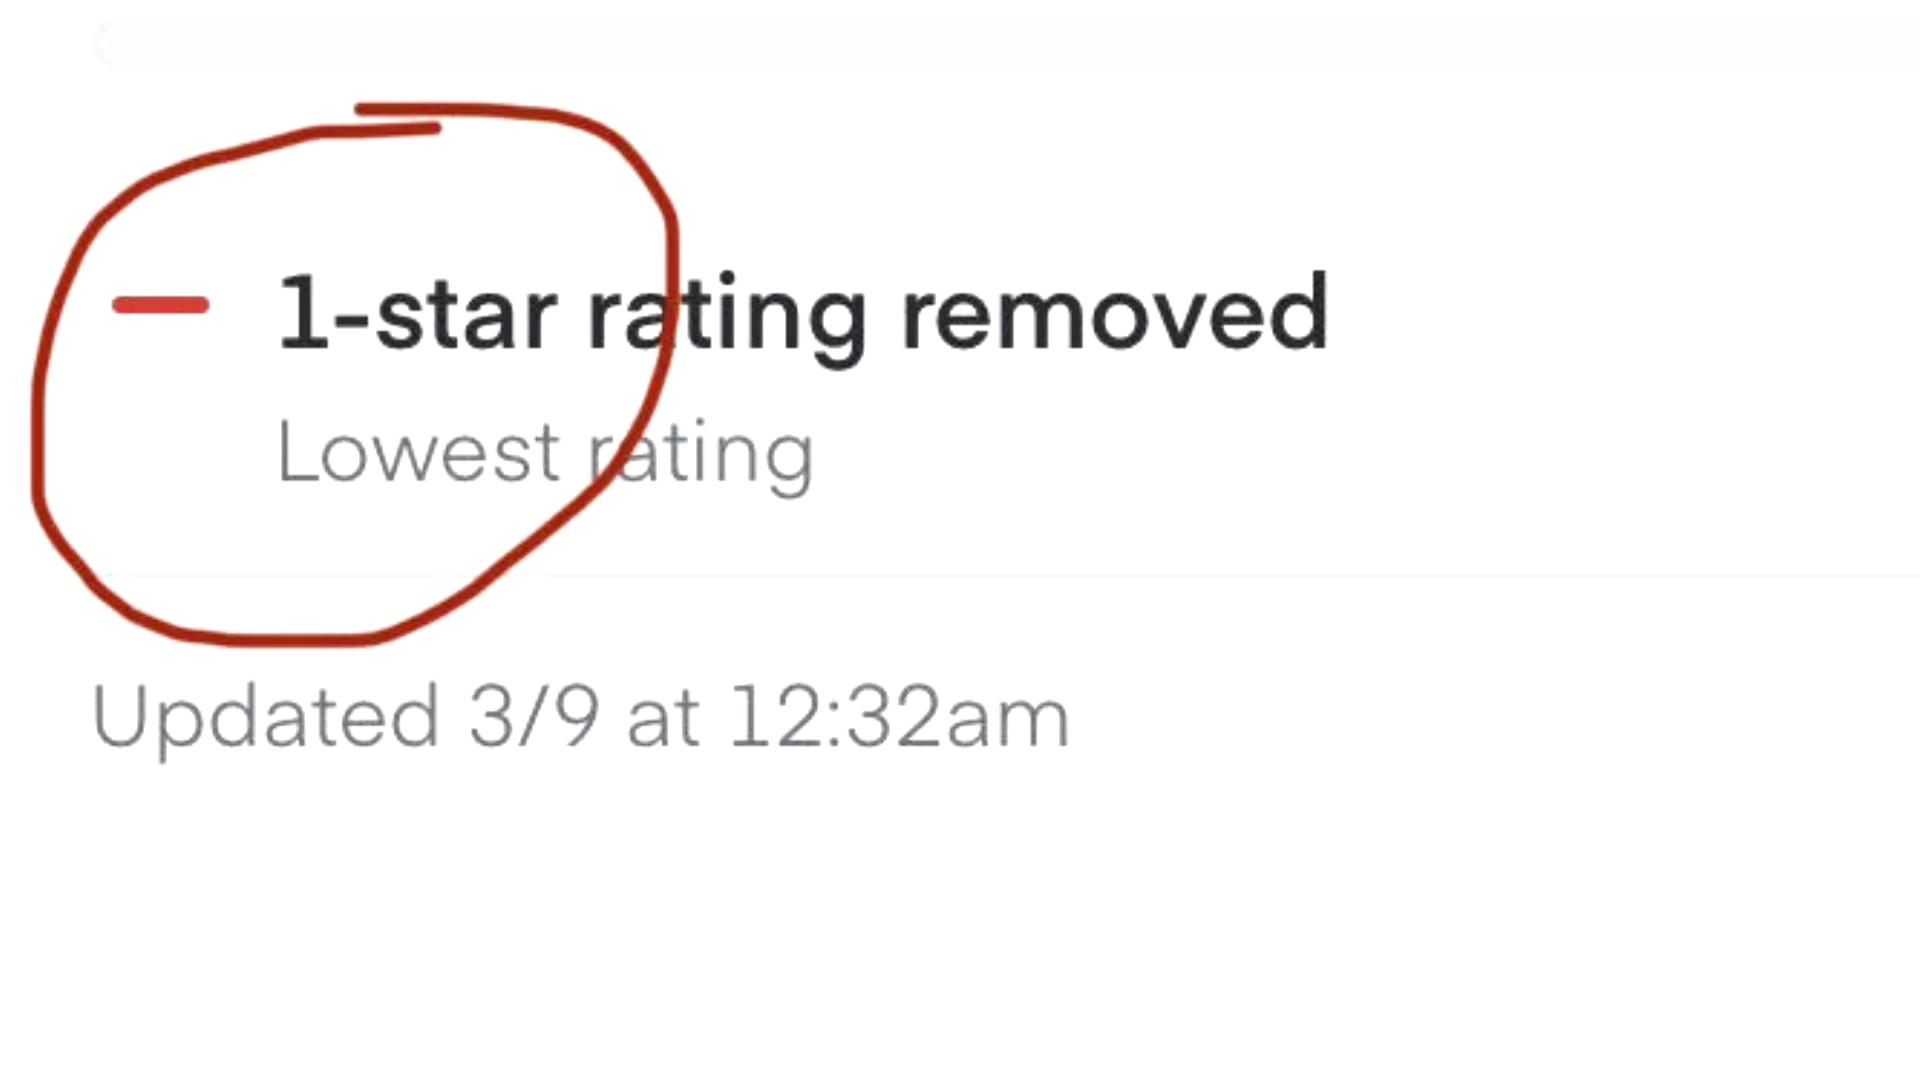 1-star rating removed
Lowest rating
Updated 3/9 at 12:32am